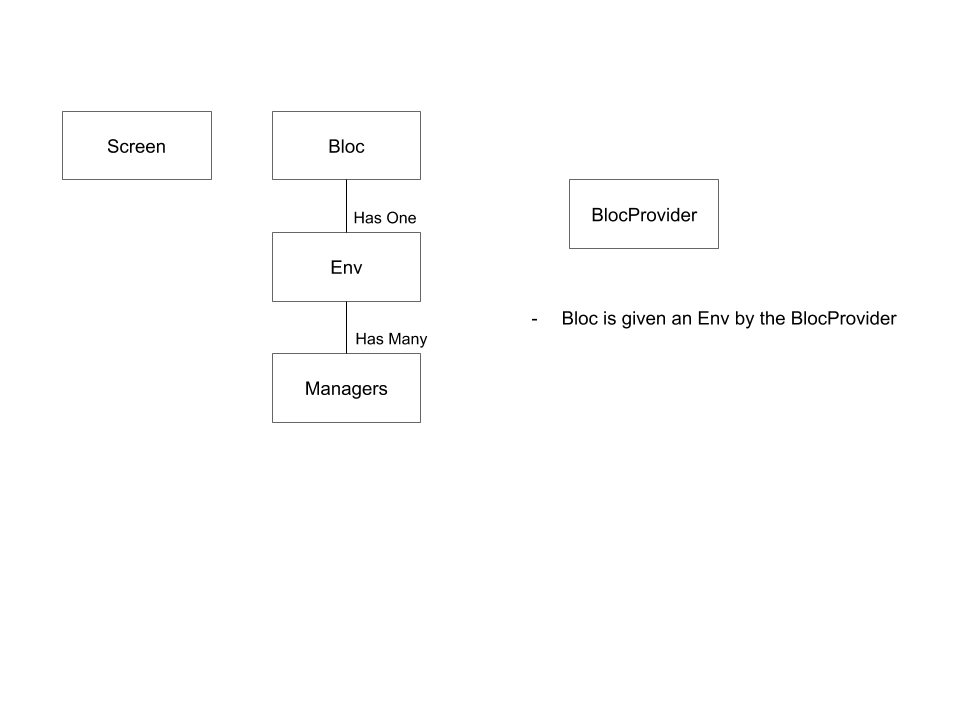 Screen
Bloc
Has One
BlocProvider
Env
- Bloc is given an Env by the BlocProvider
Has Many
Managers